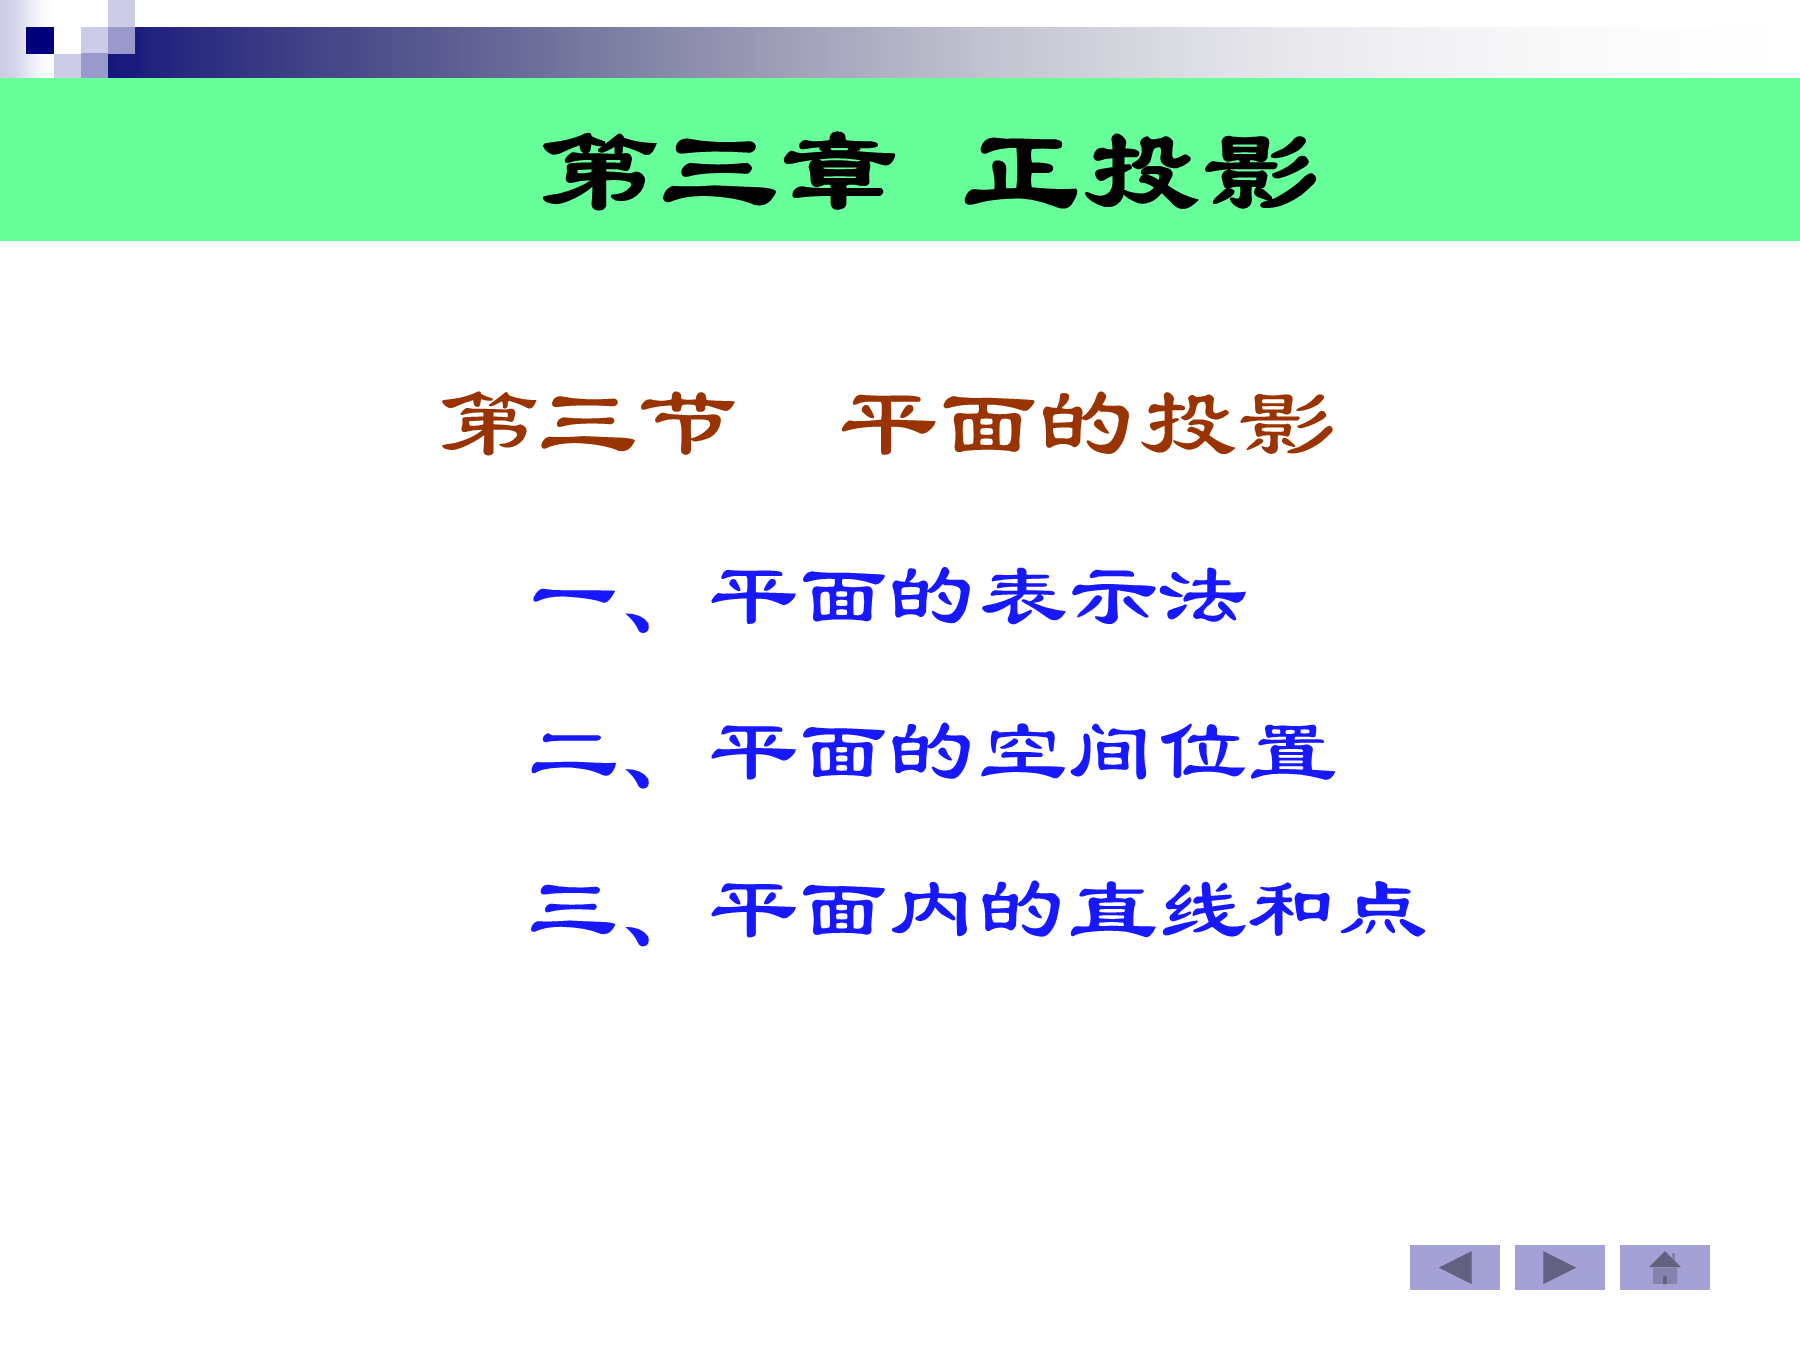 第三章 正投影
第三节 平面的投影
一、平面的表示法
二、平面的空间位置
三、平面内的直线和点